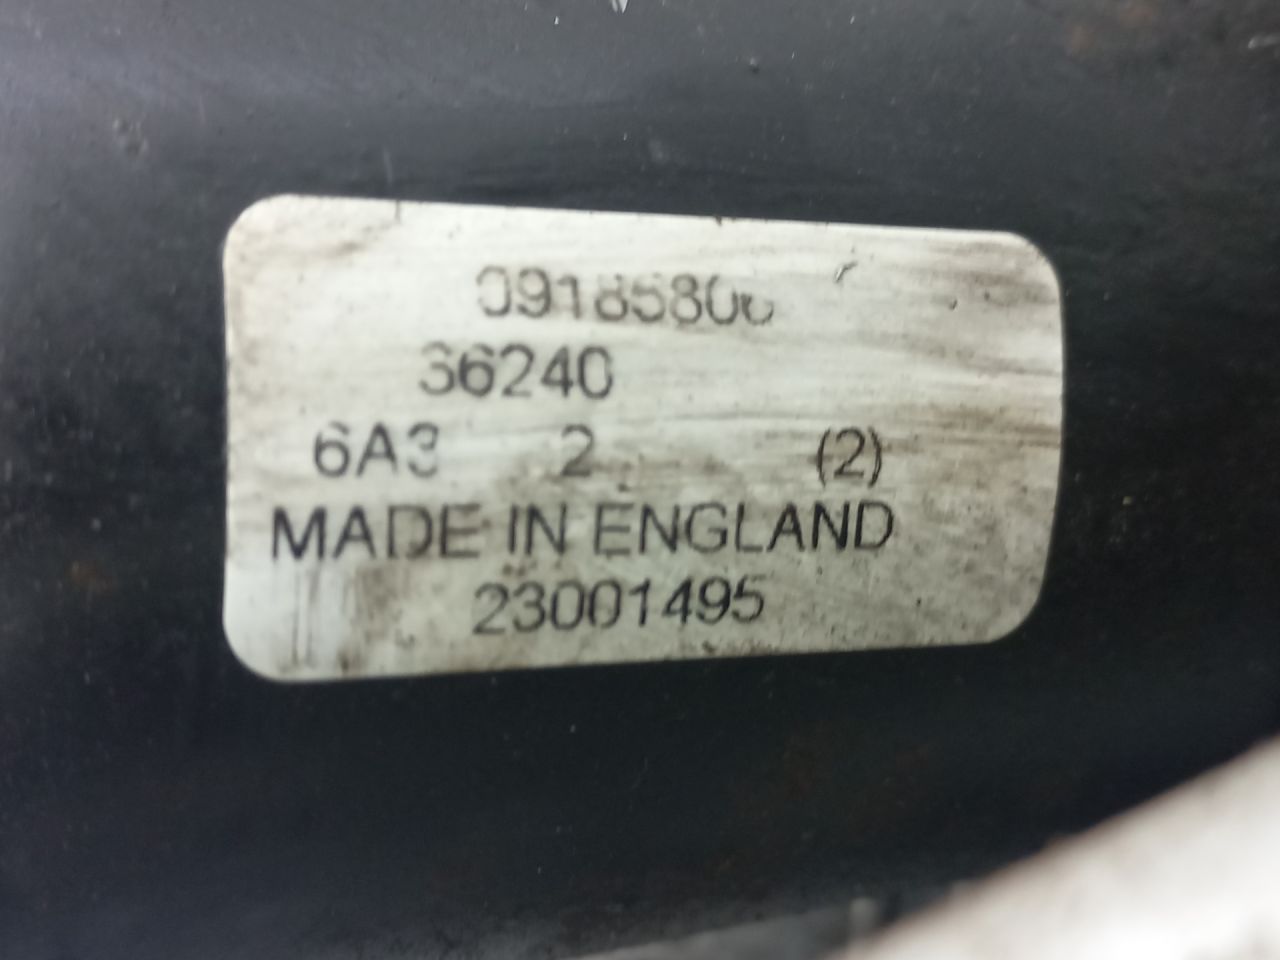 36240
6A3 2 (2)
MADE IN ENGLAND
23001495